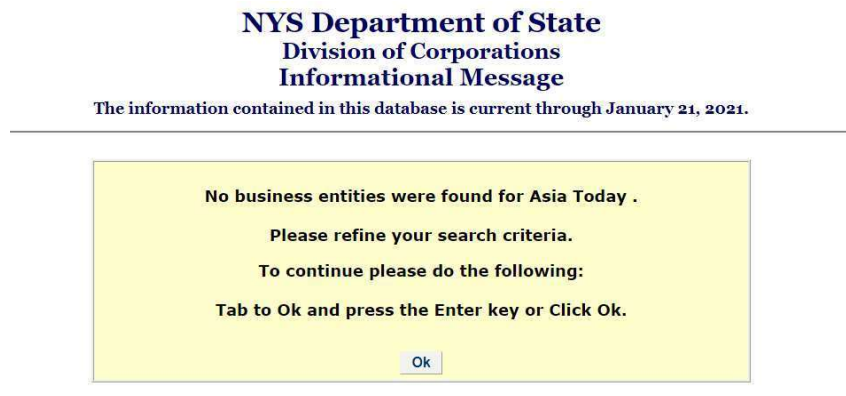 NYS Department of State
Division of Corporations
Informational Message
The information contained in this database is current through January 21, 2021.
No business entities were found for Asia Today .
Please refine your search criteria.
To continue please do the following:
Tab to Ok and press the Enter key or Click Ok.
Ok